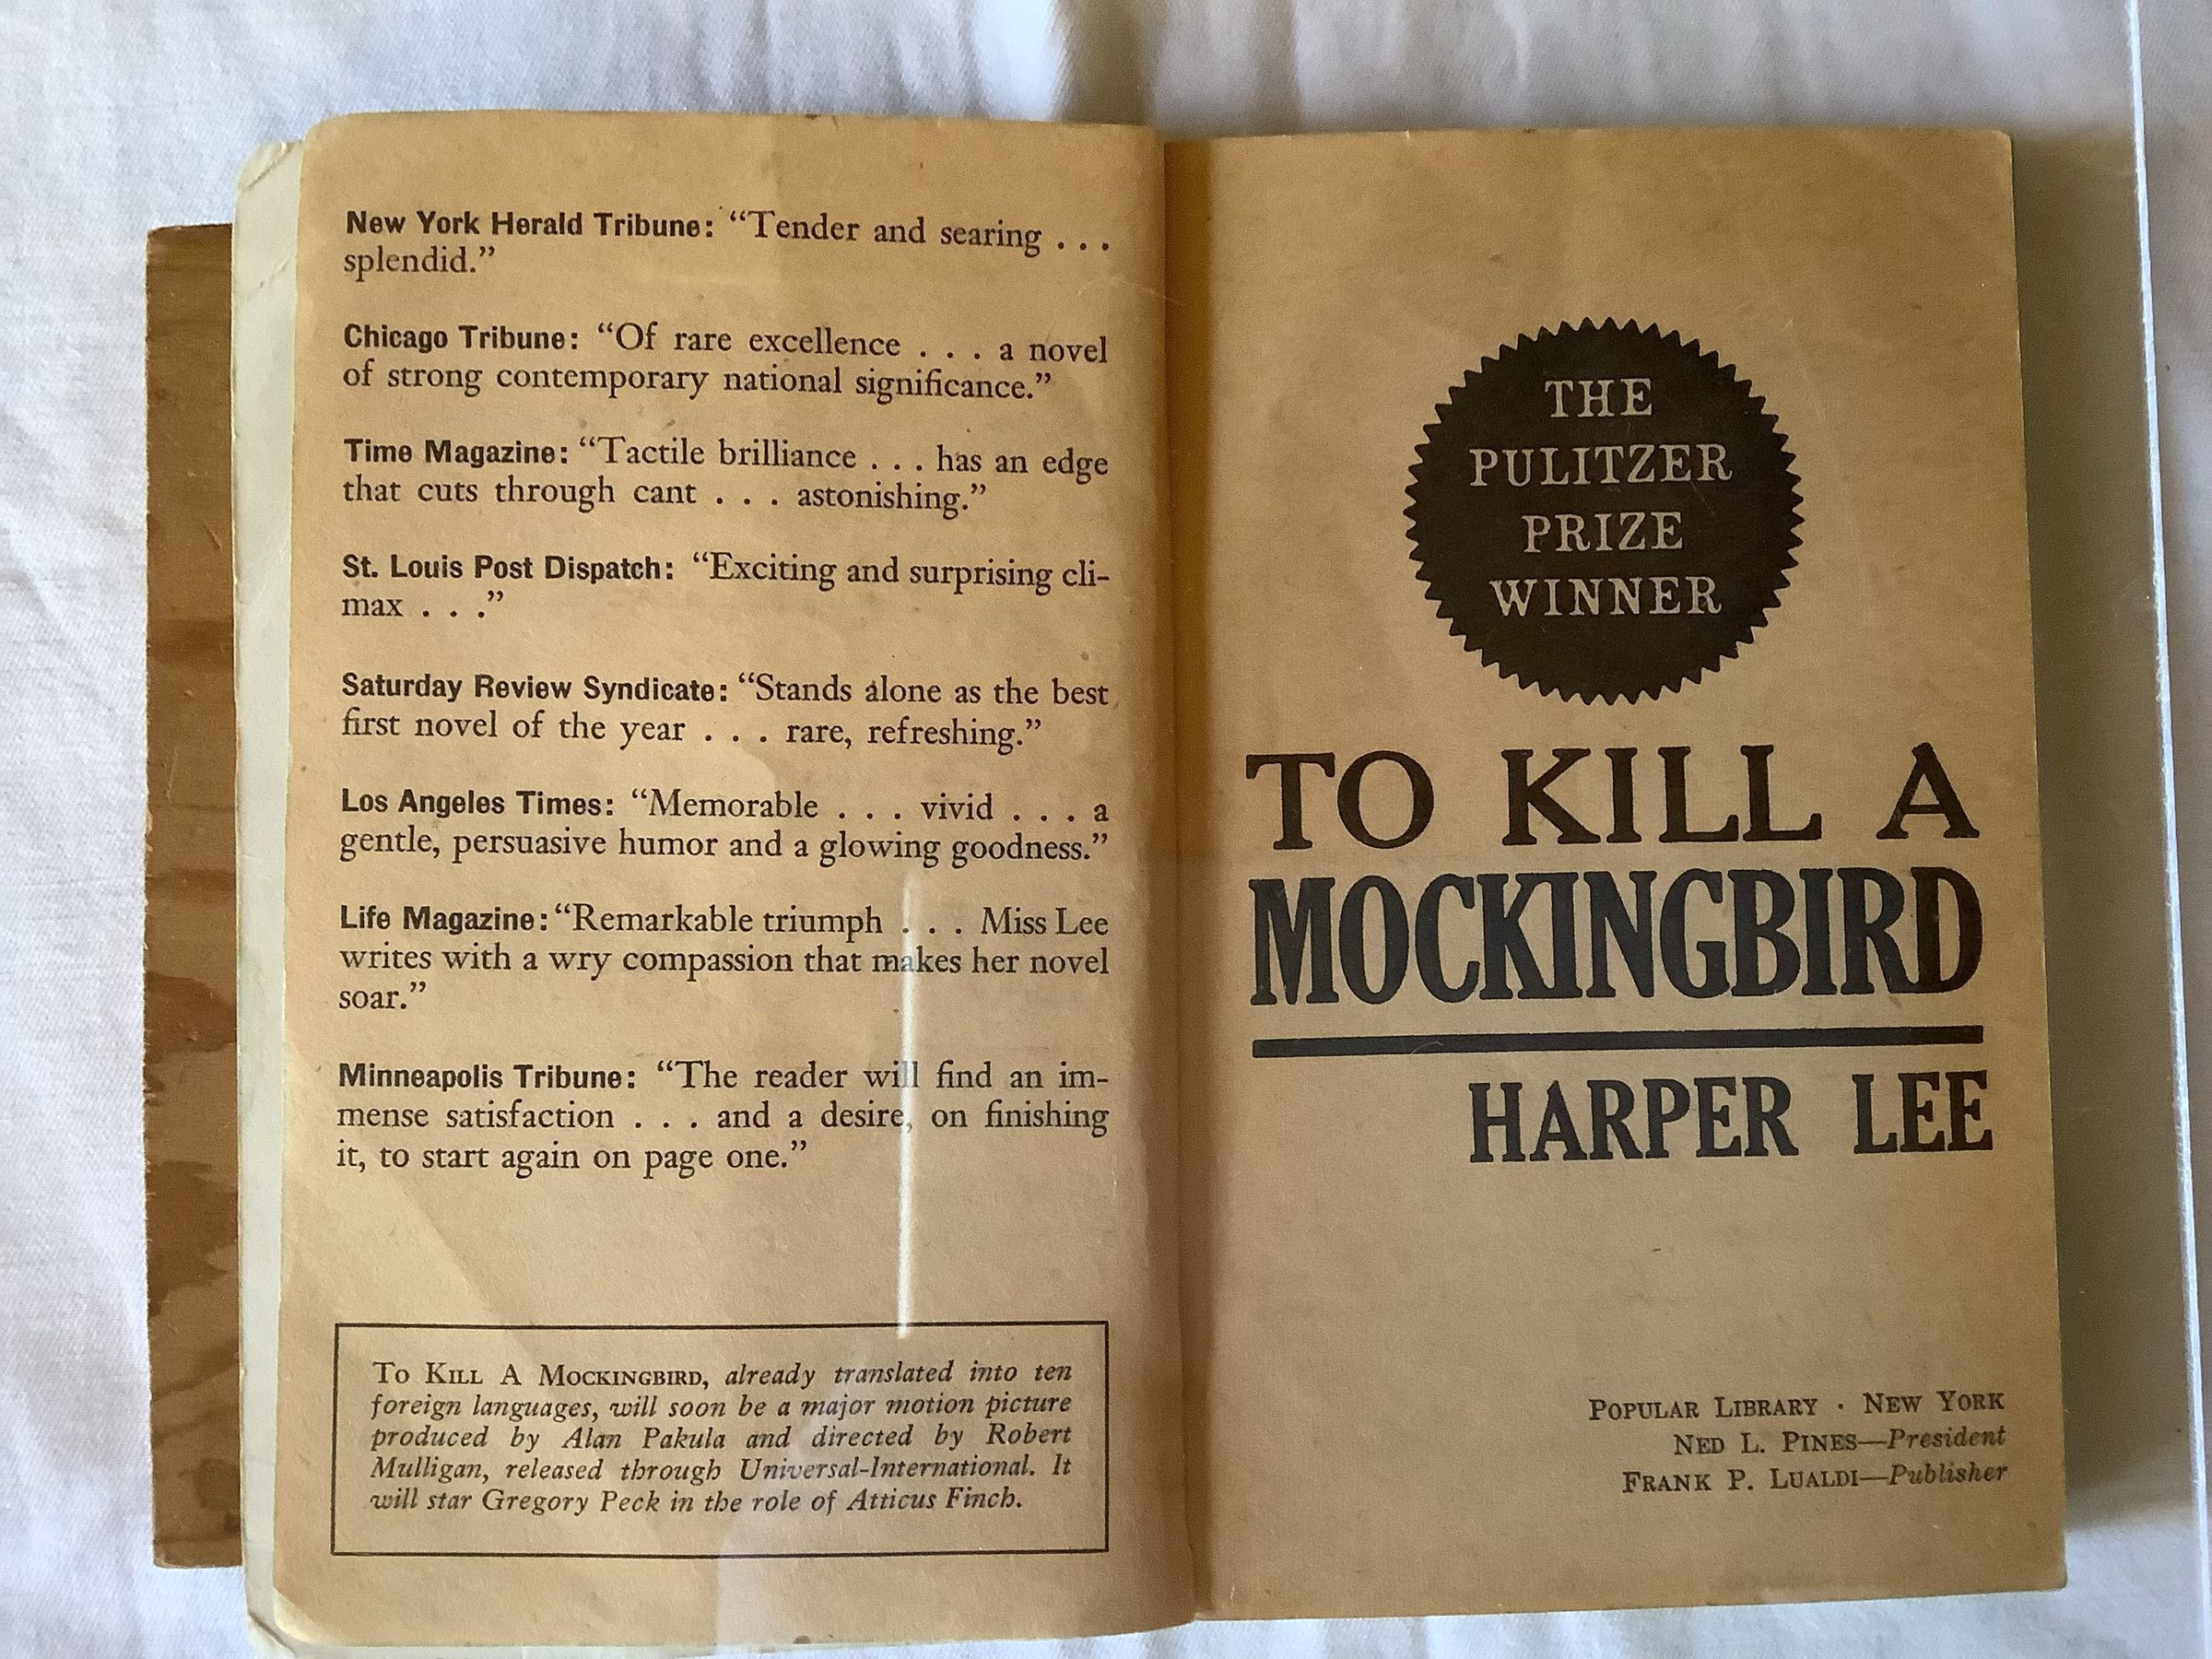 New York Herald Tribune: “Tender and searing . . .
splendid.”
Chicago Tribune: “Of rare excellence . . . a novel
of strong contemporary national significance.”
Time Magazine: “Tactile brilliance . . . has an edge
that cuts through cant . . . astonishing.”
St. Louis Post Dispatch: “Exciting and surprising cli-
max . . .”
Saturday Review Syndicate: “Stands alone as the best
first novel of the year . . . rare, refreshing.”
Los Angeles Times: “Memorable . . . vivid . . . a
gentle, persuasive humor and a glowing goodness.”
Life Magazine: “Remarkable triumph . . . Miss Lee
writes with a wry compassion that makes her novel
soar.”
Minneapolis Tribune: “The reader will find an im-
mense satisfaction . . . and a desire, on finishing
it, to start again on page one.”
To Kill A Mockingbird, already translated into ten
foreign languages, will soon be a major motion picture
produced by Alan Pakula and directed by Robert
Mulligan, released through Universal-International. It
will star Gregory Peck in the role of Atticus Finch.
THE
PULITZER
PRIZE
WINNER
TO KILL A
MOCKINGBIRD
HARPER LEE
Popular Library · New York
Ned L. Pines—President
Frank P. Lualdi—Publisher